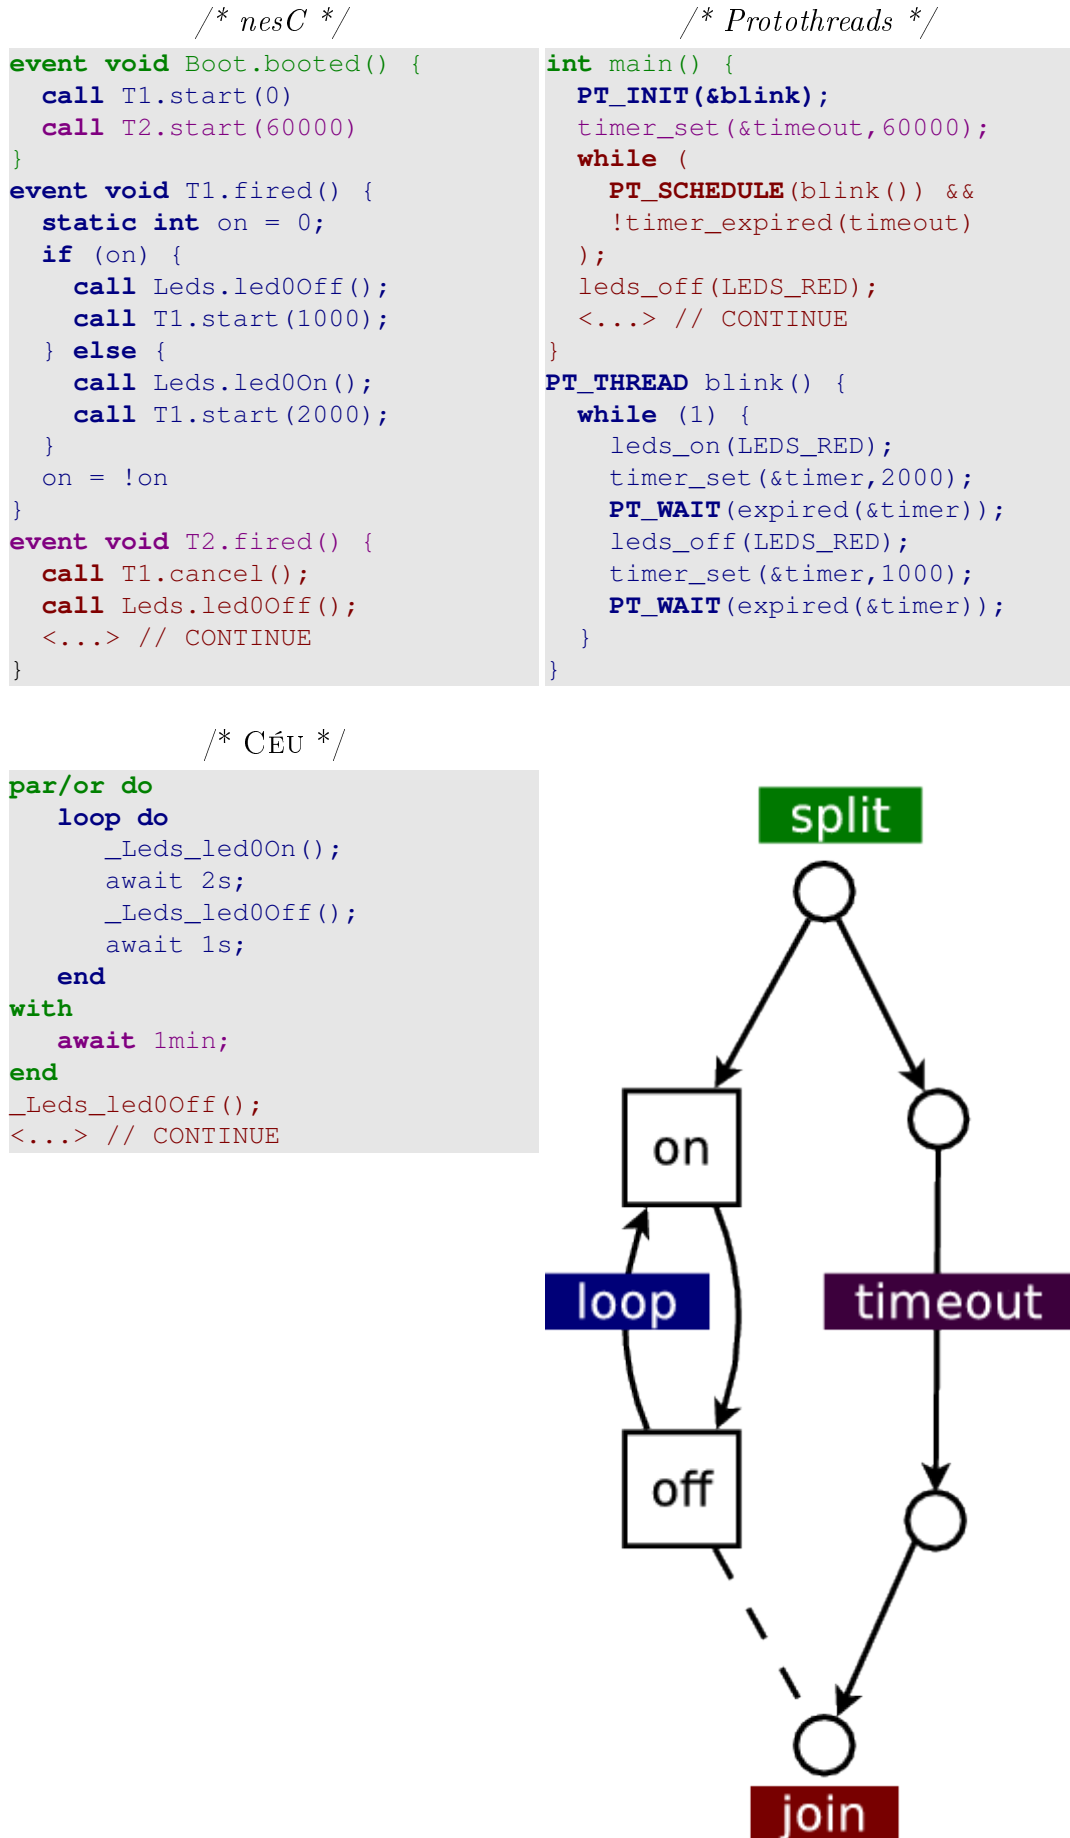 /* nesC */
event void Boot.booted() {
  call T1.start(0)
  call T2.start(60000)
}
event void T1.fired() {
  static int on = 0;
  if (on) {
    call Leds.led0Off();
    call T1.start(1000);
  } else {
    call Leds.led0On();
    call T1.start(2000);
  }
  on = !on
}
event void T2.fired() {
  call T1.cancel();
  call Leds.led0Off();
  <...> // CONTINUE
}
/* Protothreads */
int main() {
  PT_INIT(&blink);
  timer_set(&timeout,60000);
  while (
    PT_SCHEDULE(blink()) &&
    !timer_expired(timeout)
  );
  leds_off(LEDS_RED);
  <...> // CONTINUE
}
PT_THREAD blink() {
  while (1) {
    leds_on(LEDS_RED);
    timer_set(&timer,2000);
    PT_WAIT(expired(&timer));
    leds_off(LEDS_RED);
    timer_set(&timer,1000);
    PT_WAIT(expired(&timer));
  }
}
/* CÉU */
par/or do
   loop do
      _Leds_led0On();
      await 2s;
      _Leds_led0Off();
      await 1s;
   end
with
   await 1min;
end
_Leds_led0Off();
<...> // CONTINUE
split
on
loop
timeout
off
join